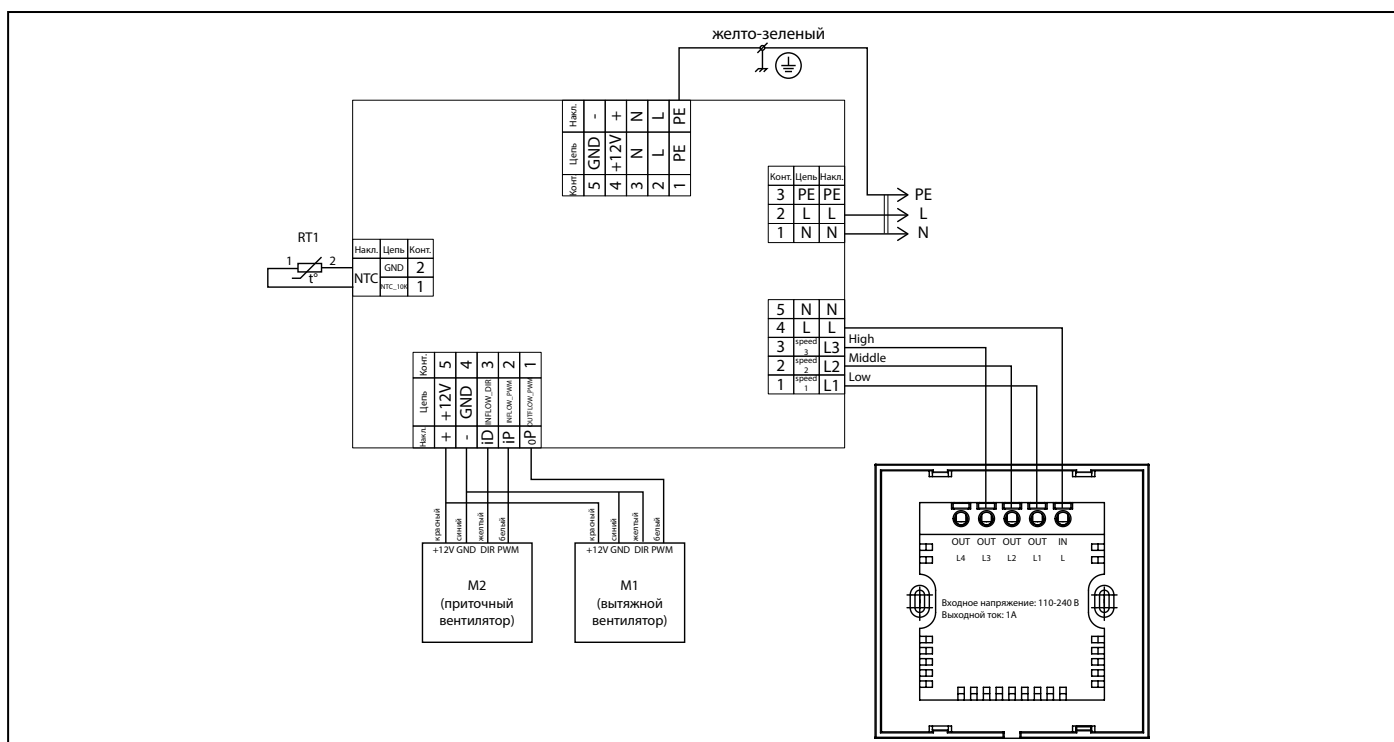 желто-зеленый
Накл. - + N L PE
Цепь GND +12V N L PE
Конт 5 4 3 2 1
Конт. Цепь Накл.
3 PE PE
2 L L
1 N N
PE
L
N
RT1
1 2
t°
Накл. Цепь Конт.
NTC
GND 2
NTC_10K 1
5 N N
4 L L
3 speed 3 L3
2 speed 2 L2
1 speed 1 L1
High
Middle
Low
Конт. 5 4 3 2 1
Цепь +12V GND INFLOW_DIR INFLOW_PWM OUTFLOW_PWM
Накл. + - iD iP oP
красный синий желтый белый
+12V GND DIR PWM
M2
(приточный
вентилятор)
красный синий желтый белый
+12V GND DIR PWM
M1
(вытяжной
вентилятор)
OUT OUT OUT OUT IN
L4 L3 L2 L1 L
Входное напряжение: 110-240 В
Выходной ток: 1А